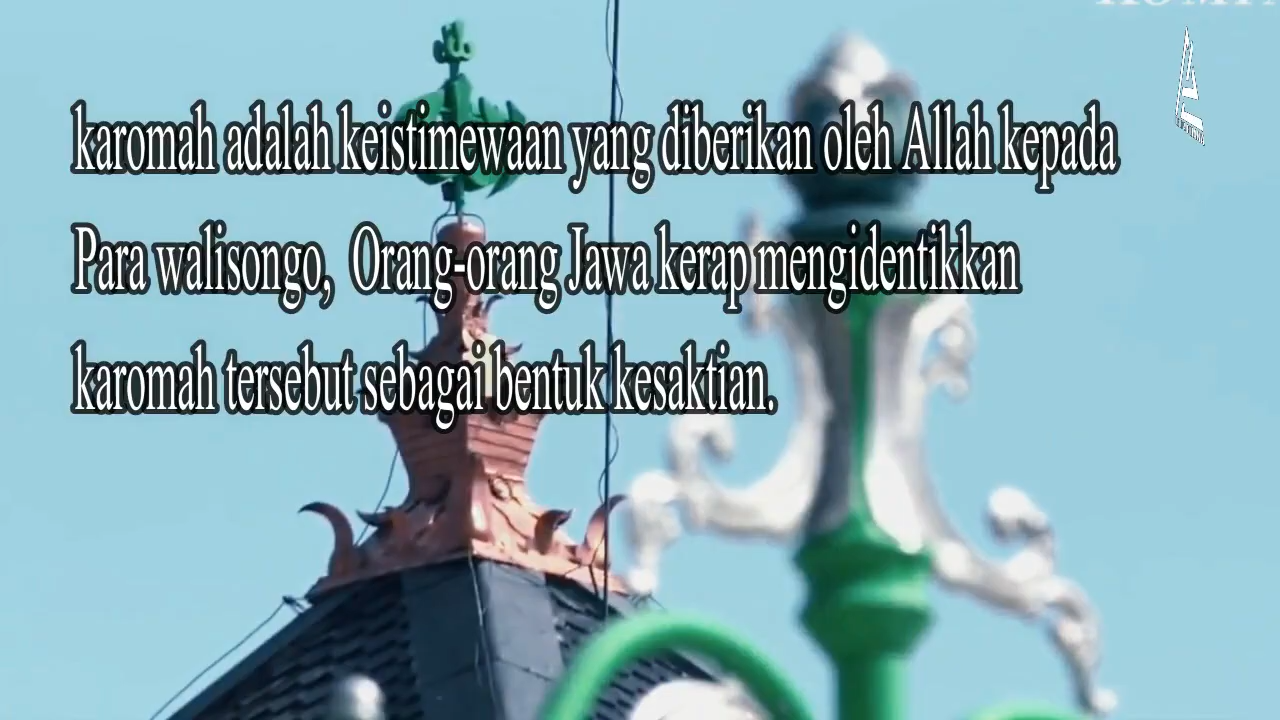 karomah adalah keistimewaan yang diberikan oleh Allah kepada
Para walisongo, Orang-orang Jawa kerap mengidentikkan
karomah tersebut sebagai bentuk kesaktian.